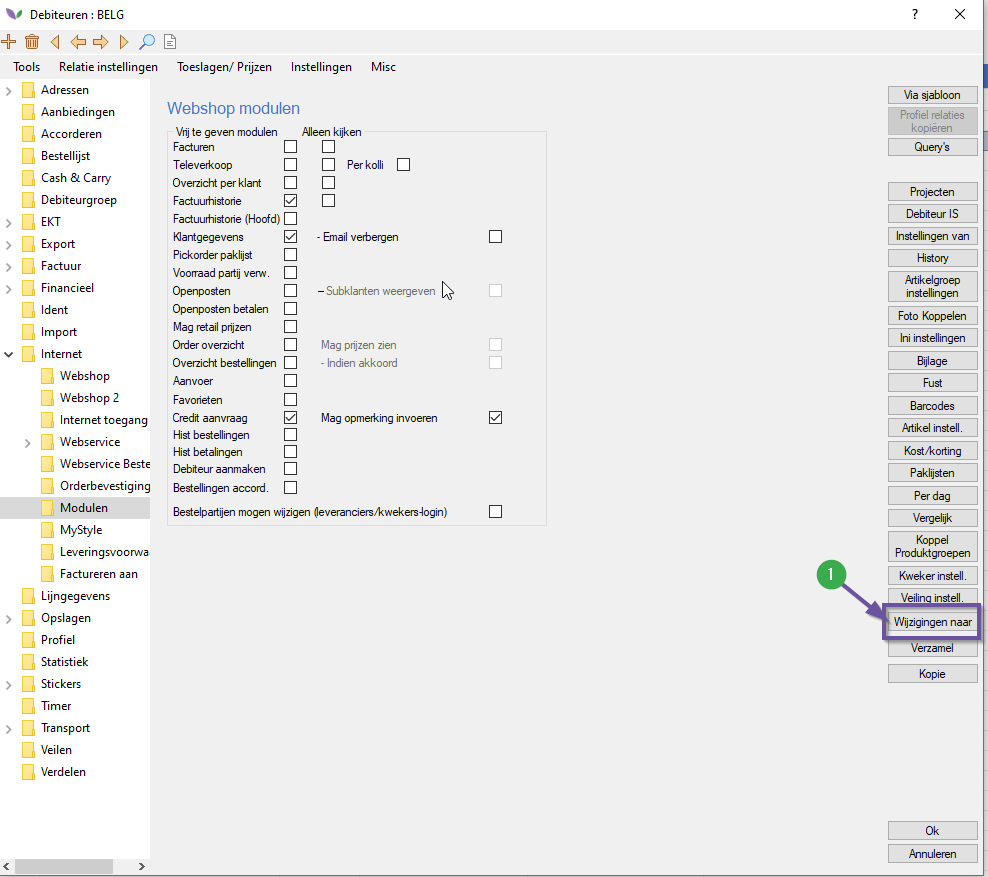 Debiteuren : BELG
?
Tools Relatie instellingen Toeslagen/ Prijzen Instellingen Misc
Adressen
Aanbiedingen
Accorderen
Bestellijst
Cash & Carry
Debiteurgroep
EKT
Export
Factuur
Financieel
Ident
Import
Internet
Webshop
Webshop 2
Internet toegang
Webservice
Webservice Beste
Orderbevestiging
Modulen
MyStyle
Leveringsvoorwa
Factureren aan
Lijngegevens
Opslagen
Profiel
Statistiek
Stickers
Timer
Transport
Veilen
Verdelen
Webshop modulen
Vrij te geven modulen Alleen kijken
Facturen
Televerkoop Per kolli
Overzicht per klant
Factuurhistorie
Factuurhistorie (Hoofd)
Klantgegevens - Email verbergen
Pickorder paklijst
Voorraad partij verw.
Openposten – Subklanten weergeven
Openposten betalen
Mag retail prijzen
Order overzicht Mag prijzen zien
Overzicht bestellingen - Indien akkoord
Aanvoer
Favorieten
Credit aanvraag Mag opmerking invoeren
Hist bestellingen
Hist betalingen
Debiteur aanmaken
Bestellingen accord.
Bestelpartijen mogen wijzigen (leveranciers/kwekers-login)
Via sjabloon
Profiel relaties
kopiëren
Query's
Projecten
Debiteur IS
Instellingen van
History
Artikelgroep
instellingen
Foto Koppelen
Ini instellingen
Bijlage
Fust
Barcodes
Artikel instell.
Kost/korting
Paklijsten
Per dag
Vergelijk
Koppel
Produktgroepen
Kweker instell.
Veiling instell.
1
Wijzigingen naar
Verzamel
Kopie
Ok
Annuleren